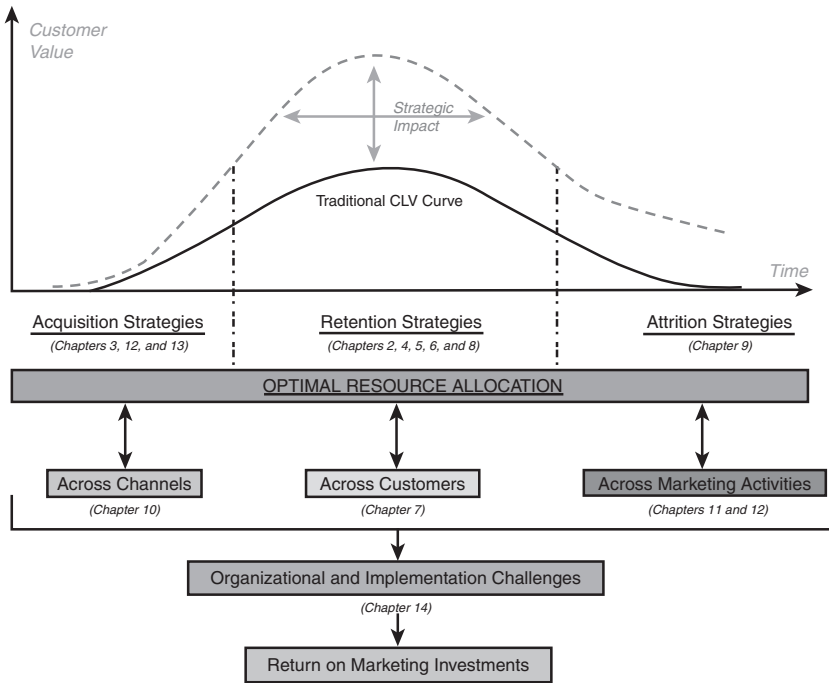 Customer
Value
Strategic
Impact
Traditional CLV Curve
Time
Acquisition Strategies
(Chapters 3, 12, and 13)
Retention Strategies
(Chapters 2, 4, 5, 6, and 8)
Attrition Strategies
(Chapter 9)
OPTIMAL RESOURCE ALLOCATION
Across Channels
(Chapter 10)
Across Customers
(Chapter 7)
Across Marketing Activities
(Chapters 11 and 12)
Organizational and Implementation Challenges
(Chapter 14)
Return on Marketing Investments